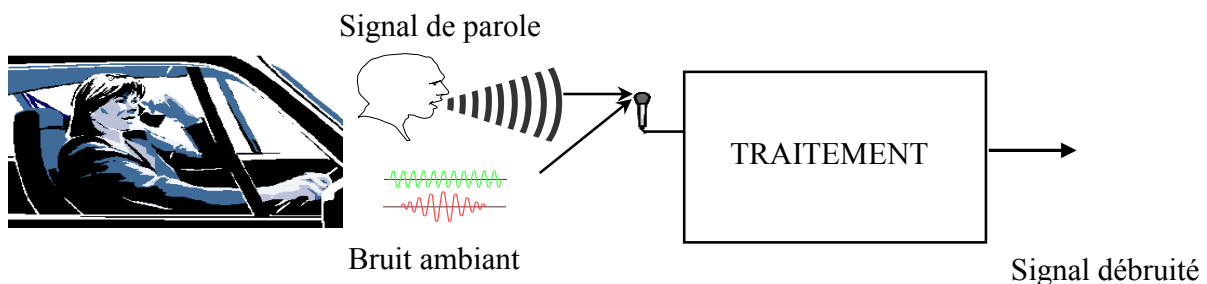 Signal de parole
TRAITEMENT
Bruit ambiant
Signal débruité